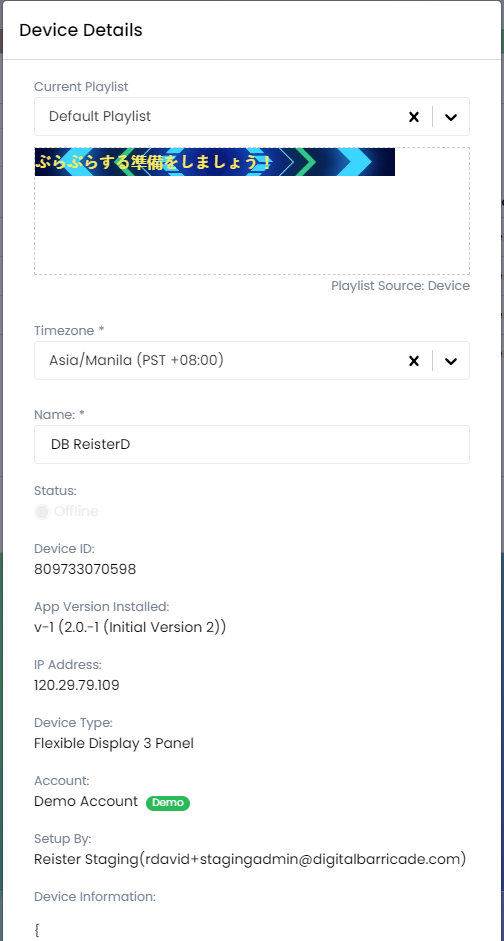 Device Details
Current Playlist
Default Playlist
ぶらぶらする準備をしましょう!
Playlist Source: Device
Timezone *
Asia/Manila (PST +08:00)
Name: *
DB ReisterD
Status:
Offline
Device ID:
809733070598
App Version Installed:
v-1 (2.0.-1 (Initial Version 2))
IP Address:
120.29.79.109
Device Type:
Flexible Display 3 Panel
Account:
Demo Account Demo
Setup By:
Reister Staging(rdavid+stagingadmin@digitalbarricade.com)
Device Information:
{